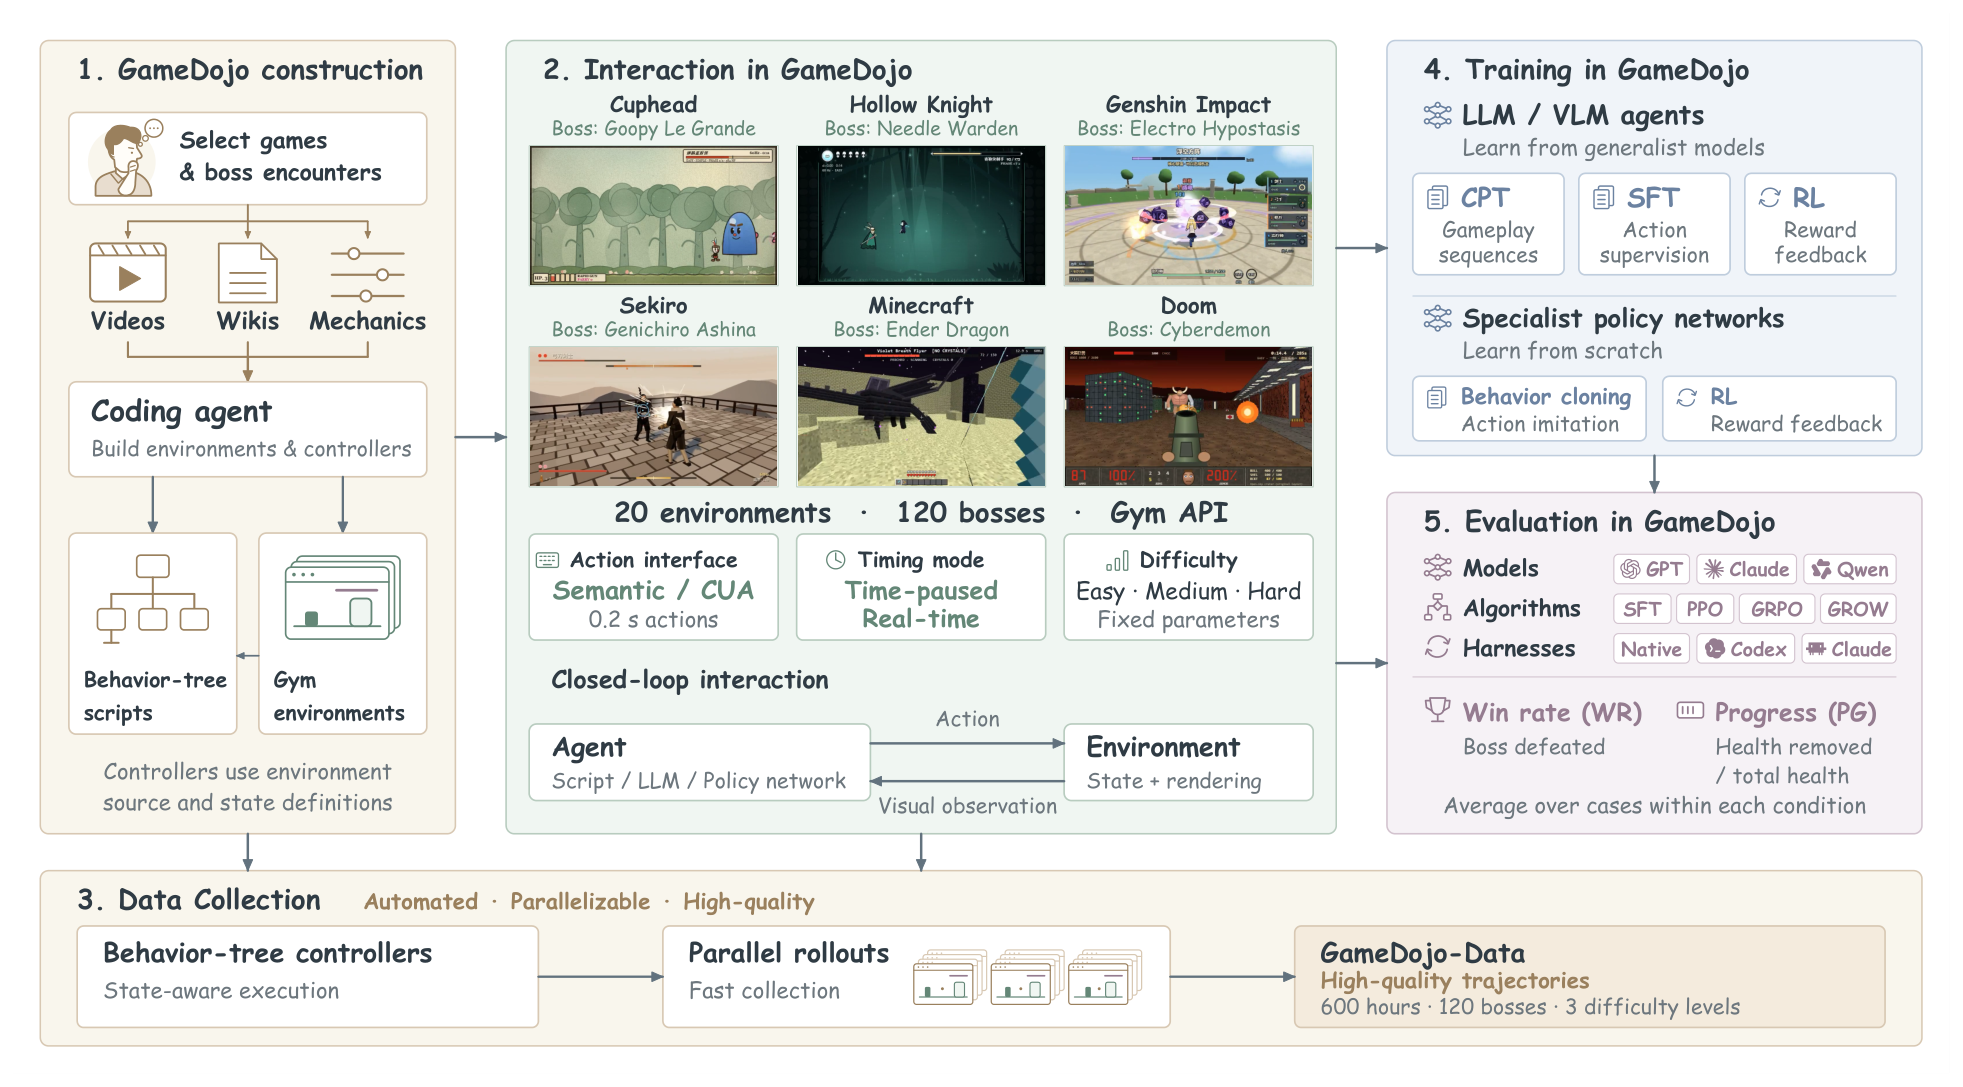 1. GameDojo construction
Select games
& boss encounters
Videos
Wikis
Mechanics
Coding agent
Build environments & controllers
Behavior-tree
scripts
Gym
environments
Controllers use environment
source and state definitions
2. Interaction in GameDojo
Cuphead
Boss: Goopy Le Grande
Hollow Knight
Boss: Needle Warden
Genshin Impact
Boss: Electro Hypostasis
Sekiro
Boss: Genichiro Ashina
Minecraft
Boss: Ender Dragon
Violet Breath Flyer [NO CRYSTALS]
Doom
Boss: Cyberdemon
87
100%
200%
20 environments · 120 bosses · Gym API
Action interface
Semantic / CUA
0.2 s actions
Timing mode
Time-paused
Real-time
Difficulty
Easy · Medium · Hard
Fixed parameters
Closed-loop interaction
Agent
Script / LLM / Policy network
Action
Visual observation
Environment
State + rendering
4. Training in GameDojo
LLM / VLM agents
Learn from generalist models
CPT
Gameplay
sequences
SFT
Action
supervision
RL
Reward
feedback
Specialist policy networks
Learn from scratch
Behavior cloning
Action imitation
RL
Reward feedback
5. Evaluation in GameDojo
Models
GPT
Claude
Qwen
Algorithms
SFT
PPO
GRPO
GROW
Harnesses
Native
Codex
Claude
Win rate (WR)
Boss defeated
Progress (PG)
Health removed
/ total health
Average over cases within each condition
3. Data Collection
Automated · Parallelizable · High-quality
Behavior-tree controllers
State-aware execution
Parallel rollouts
Fast collection
GameDojo-Data
High-quality trajectories
600 hours · 120 bosses · 3 difficulty levels